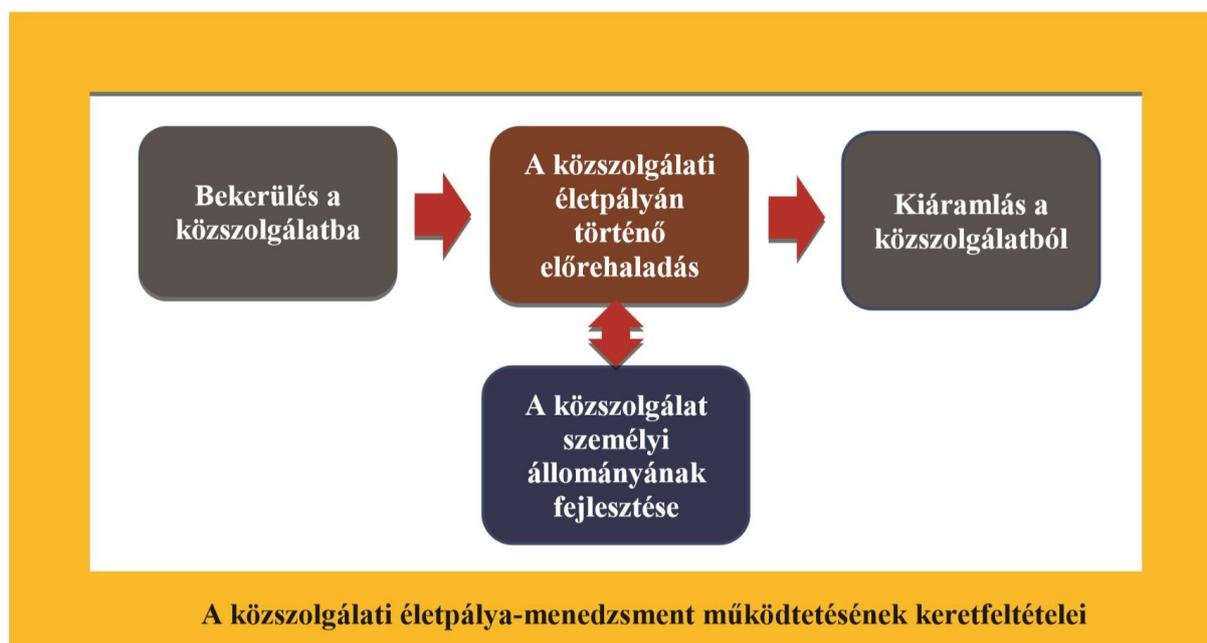 Bekerülés a
közszolgálatba
A közszolgálati
életpályán
történő
előrehaladás
Kiáramlás a
közszolgálatból
A közszolgálat
személyi
állományának
fejlesztése
A közszolgálati életpálya-menedzsment működtetésének keretfeltételei